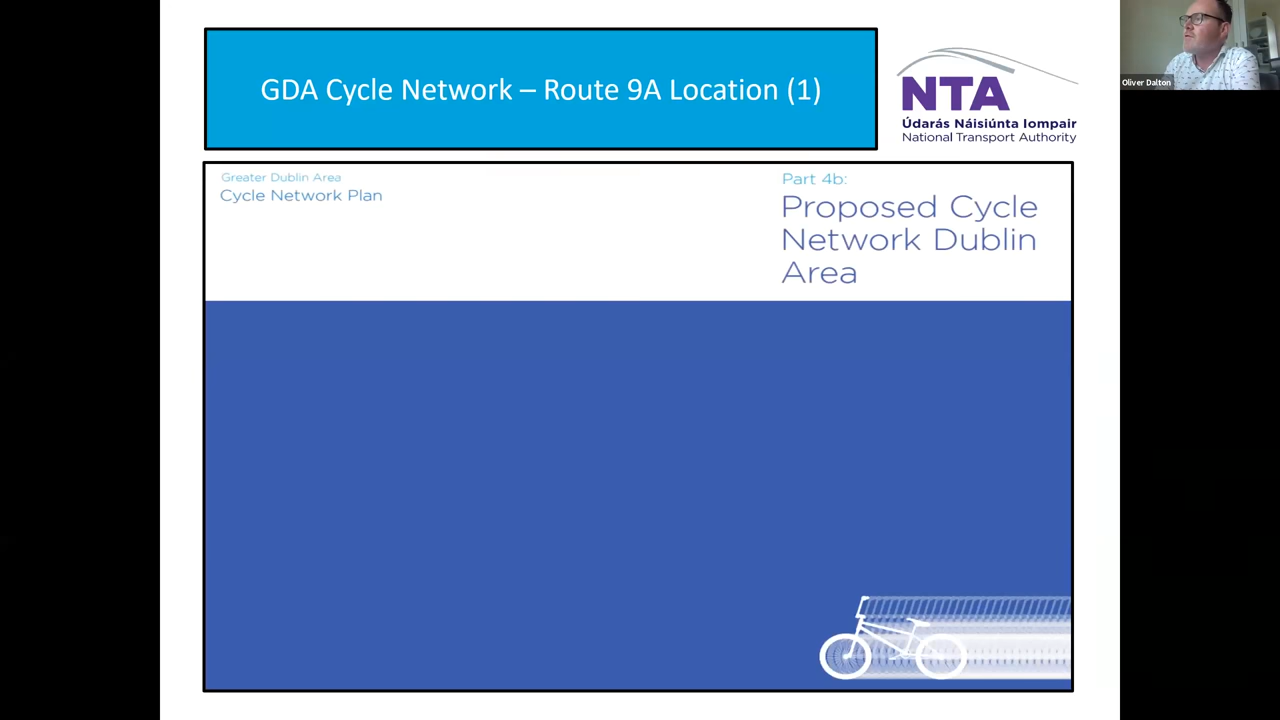 GDA Cycle Network – Route 9A Location (1)
NTA
Údarás Náisiúnta Iompair
National Transport Authority
Oliver Dalton
Greater Dublin Area
Cycle Network Plan
Part 4b:
Proposed Cycle
Network Dublin
Area